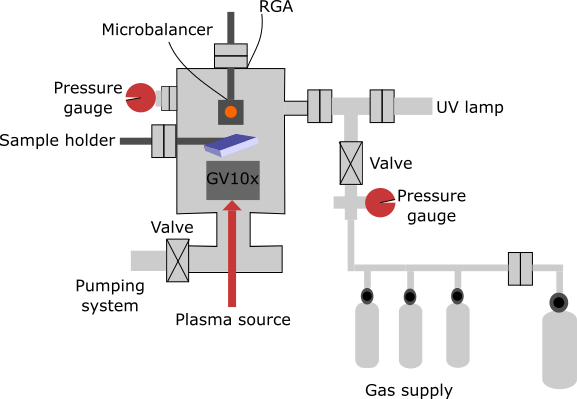 RGA
Microbalancer
Pressure
gauge
UV lamp
Sample holder
Valve
GV10x
Pressure
gauge
Valve
Pumping
system
Plasma source
Gas supply